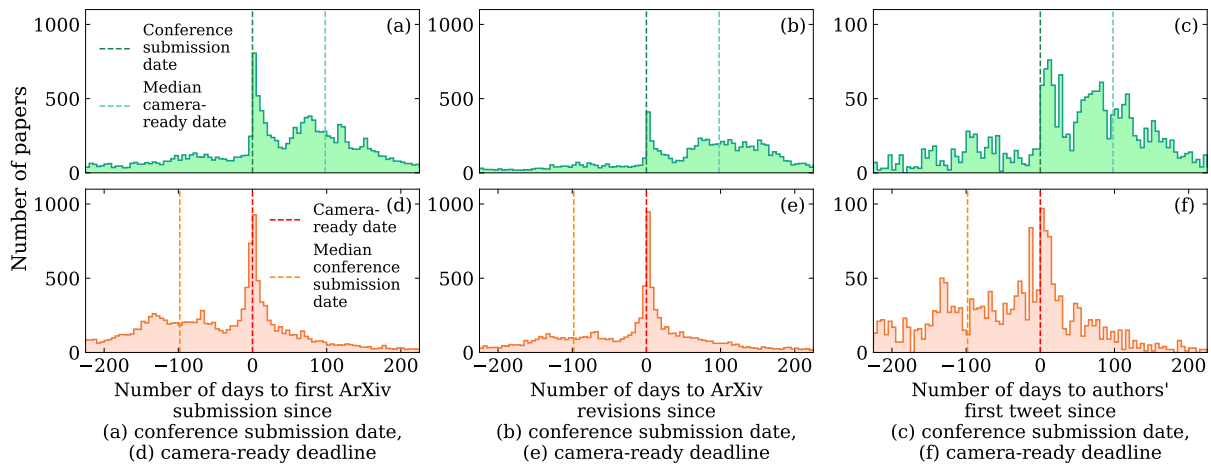 Number of papers
1000
500
0
(a)
Conference
submission
date
Median
camera-
ready date
1000
500
0
(b)
100
50
0
(c)
1000
500
0
(d)
Camera-
ready date
Median
conference
submission
date
−200 −100 0 100 200
1000
500
0
(e)
−200 −100 0 100 200
100
50
0
(f)
−200 −100 0 100 200
Number of days to first ArXiv
submission since
(a) conference submission date,
(d) camera-ready deadline
Number of days to ArXiv
revisions since
(b) conference submission date,
(e) camera-ready deadline
Number of days to authors'
first tweet since
(c) conference submission date,
(f) camera-ready deadline